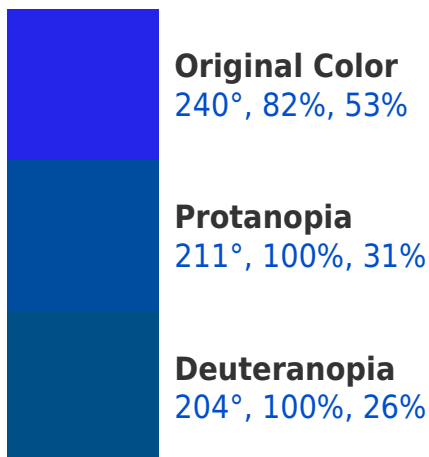 Original Color
240°, 82%, 53%
Protanopia
211°, 100%, 31%
Deuteranopia
204°, 100%, 26%